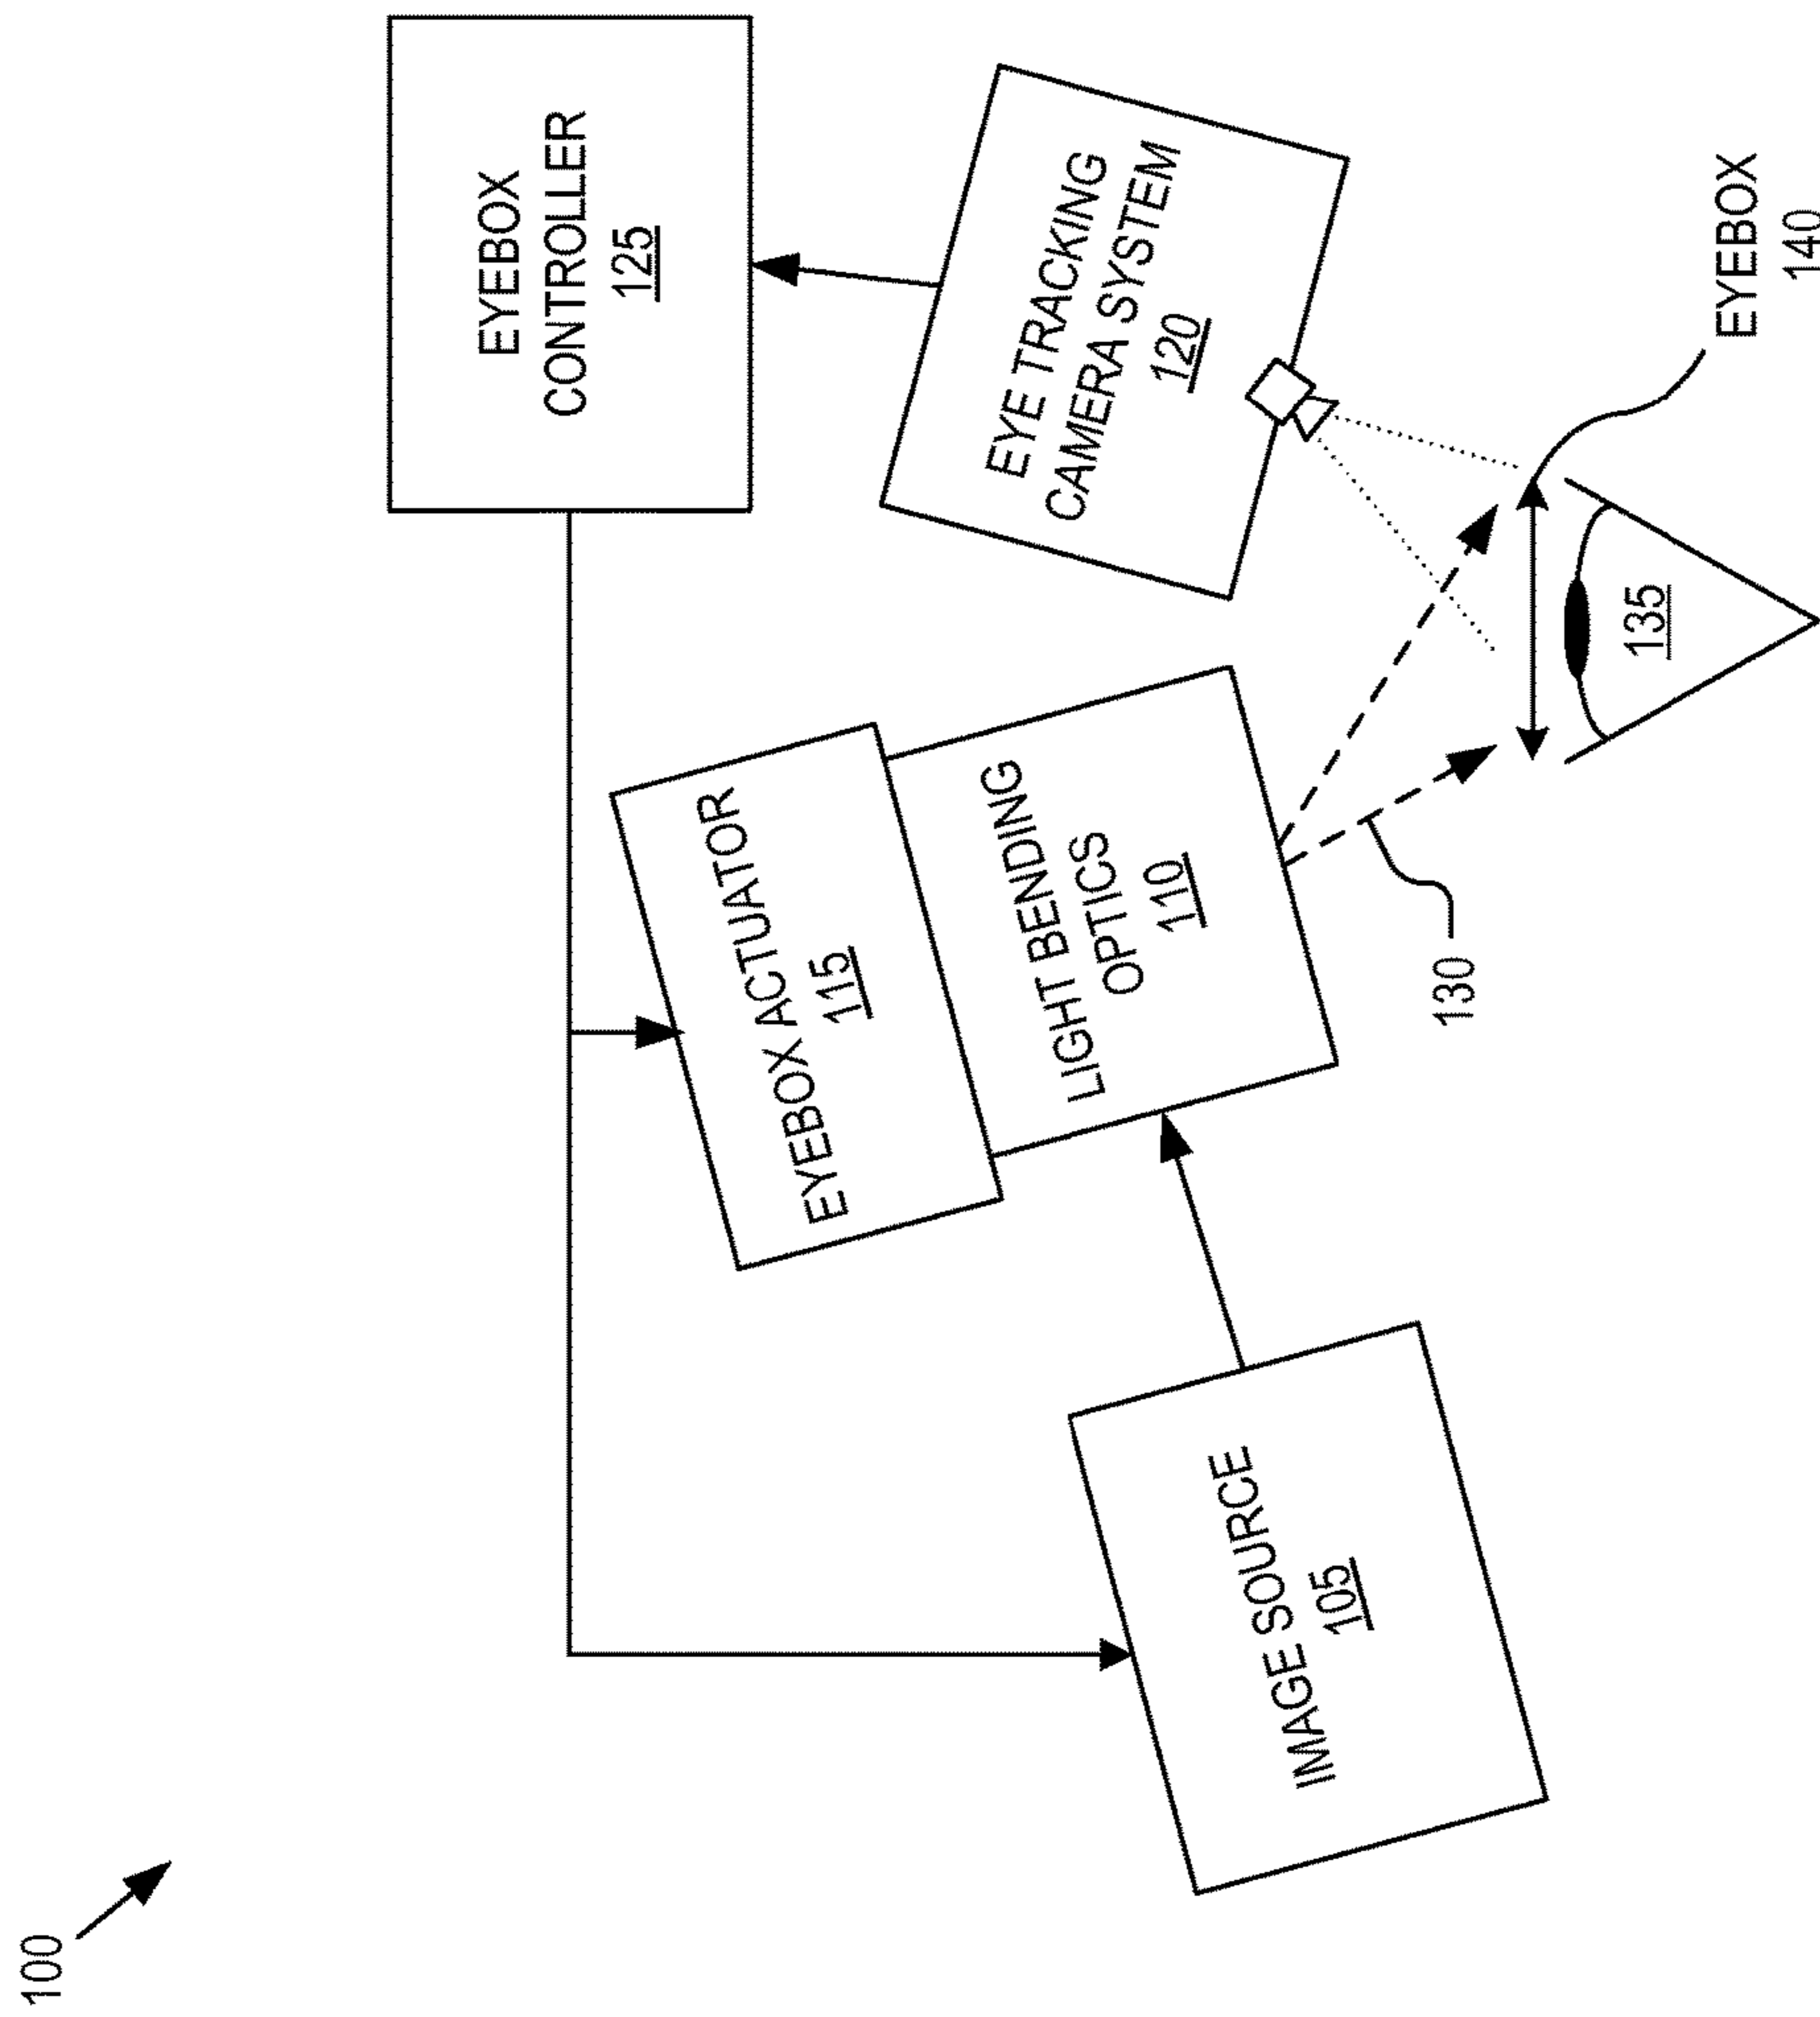 100
EYEBOX
CONTROLLER
125
EYE TRACKING
CAMERA SYSTEM
120
EYEBOX ACTUATOR
115
LIGHT BENDING
OPTICS
110
IMAGE SOURCE
105
130
135
EYEBOX
140